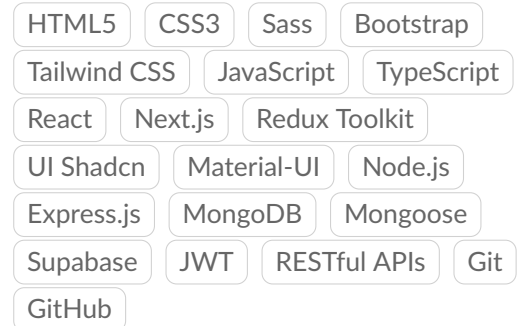 HTML5 CSS3 Sass Bootstrap
Tailwind CSS JavaScript TypeScript
React Next.js Redux Toolkit
UI Shadcn Material-UI Node.js
Express.js MongoDB Mongoose
Supabase JWT RESTful APIs Git
GitHub